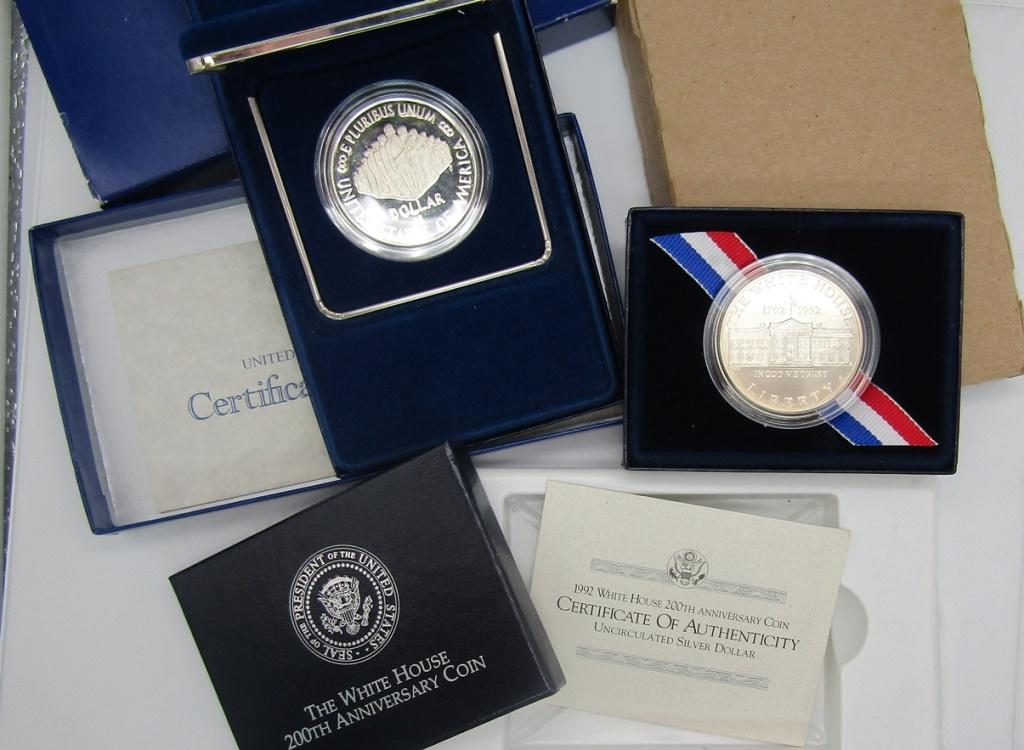 E PLURIBUS UNUM
UNITED STATES OF AMERICA
DOLLAR
UNITED
Certifica
THE WHITE HOUSE
1792 1992
IN GOD WE TRUST
LIBERTY
SEAL OF THE PRESIDENT OF THE UNITED STATES
THE WHITE HOUSE
200TH ANNIVERSARY COIN
1992 WHITE HOUSE 200TH ANNIVERSARY COIN
CERTIFICATE OF AUTHENTICITY
UNCIRCULATED SILVER DOLLAR